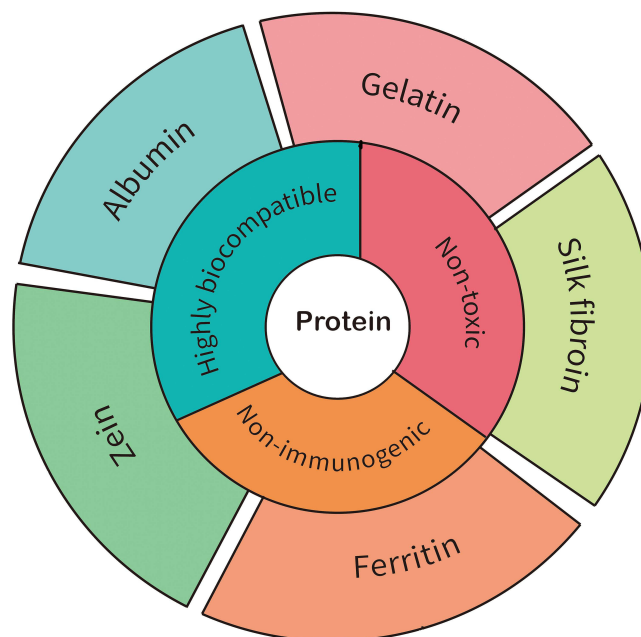 Gelatin
Albumin
Silk fibroin
Highly biocompatible
Non-toxic
Protein
Non-immunogenic
Zein
Ferritin